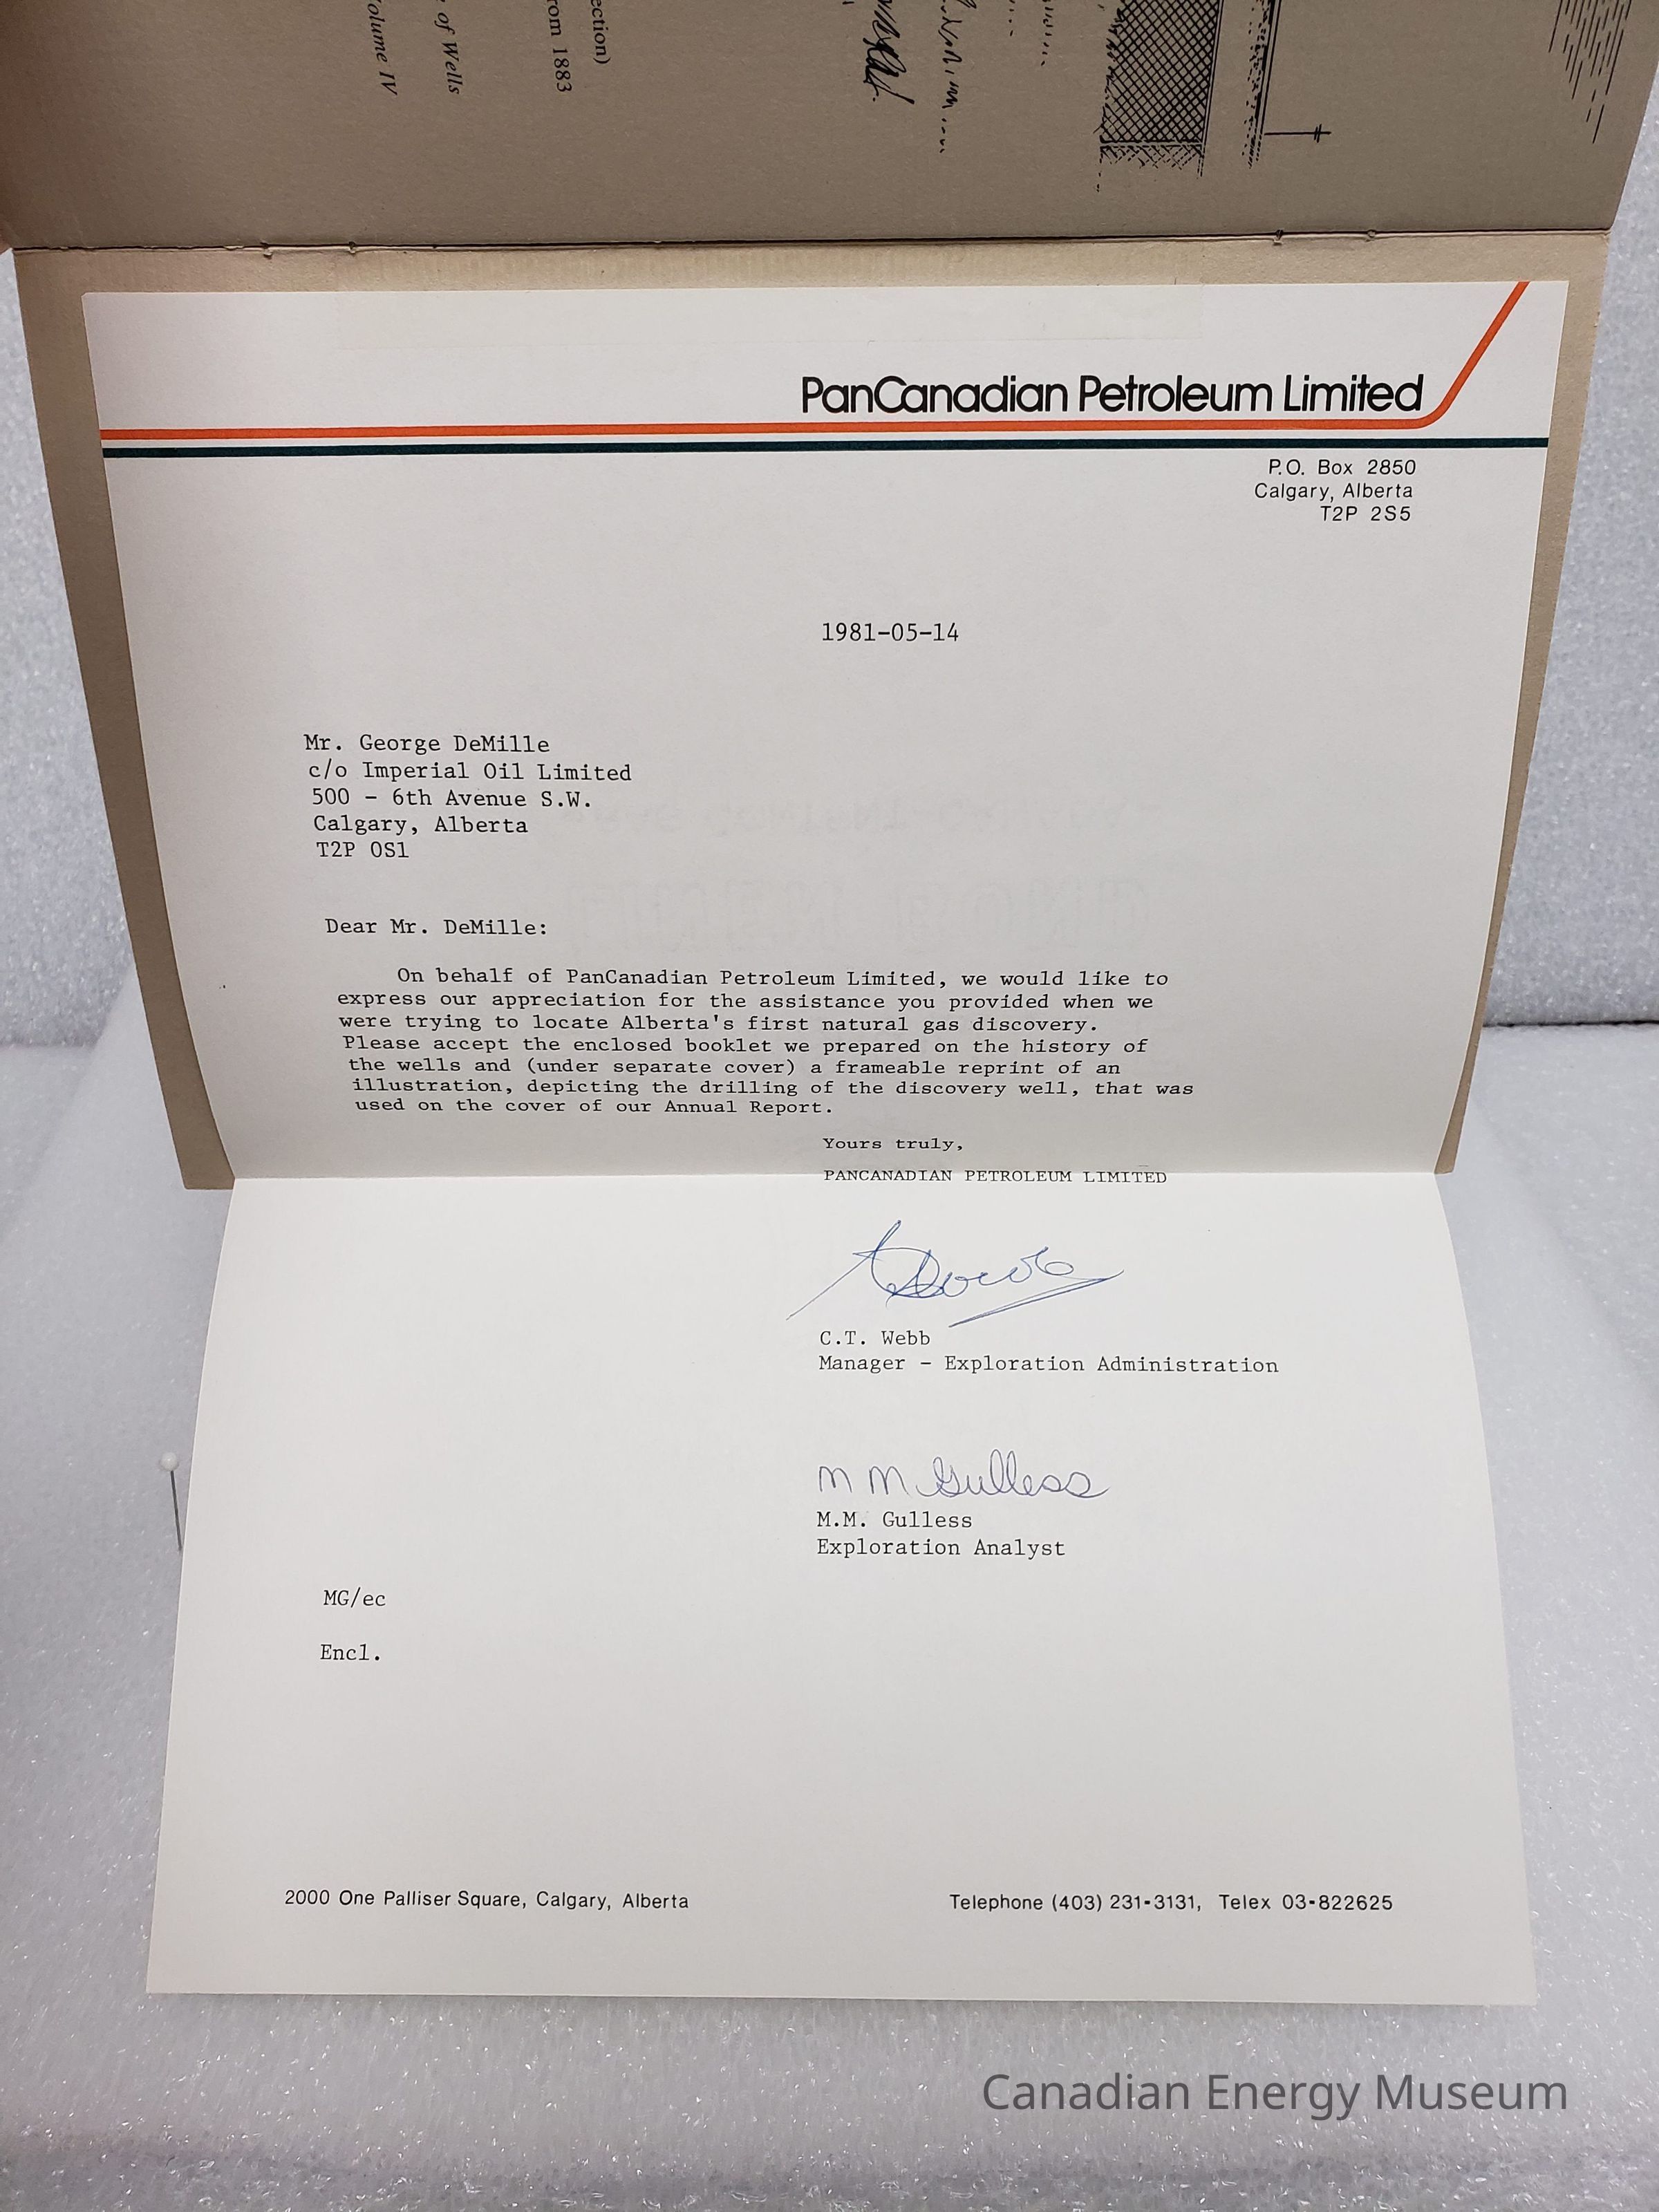 ection)
rom 1883
of Wells
olume IV
PanCanadian Petroleum Limited
P.O. Box 2850
Calgary, Alberta
T2P 2S5
1981-05-14
Mr. George DeMille
c/o Imperial Oil Limited
500 - 6th Avenue S.W.
Calgary, Alberta
T2P 0S1
Dear Mr. DeMille:
On behalf of PanCanadian Petroleum Limited, we would like to
express our appreciation for the assistance you provided when we
were trying to locate Alberta's first natural gas discovery.
Please accept the enclosed booklet we prepared on the history of
the wells and (under separate cover) a frameable reprint of an
illustration, depicting the drilling of the discovery well, that was
used on the cover of our Annual Report.
Yours truly,
PANCANADIAN PETROLEUM LIMITED
C.T. Webb
Manager - Exploration Administration
M M Gulless
M.M. Gulless
Exploration Analyst
MG/ec
Encl.
2000 One Palliser Square, Calgary, Alberta
Telephone (403) 231-3131, Telex 03-822625
Canadian Energy Museum